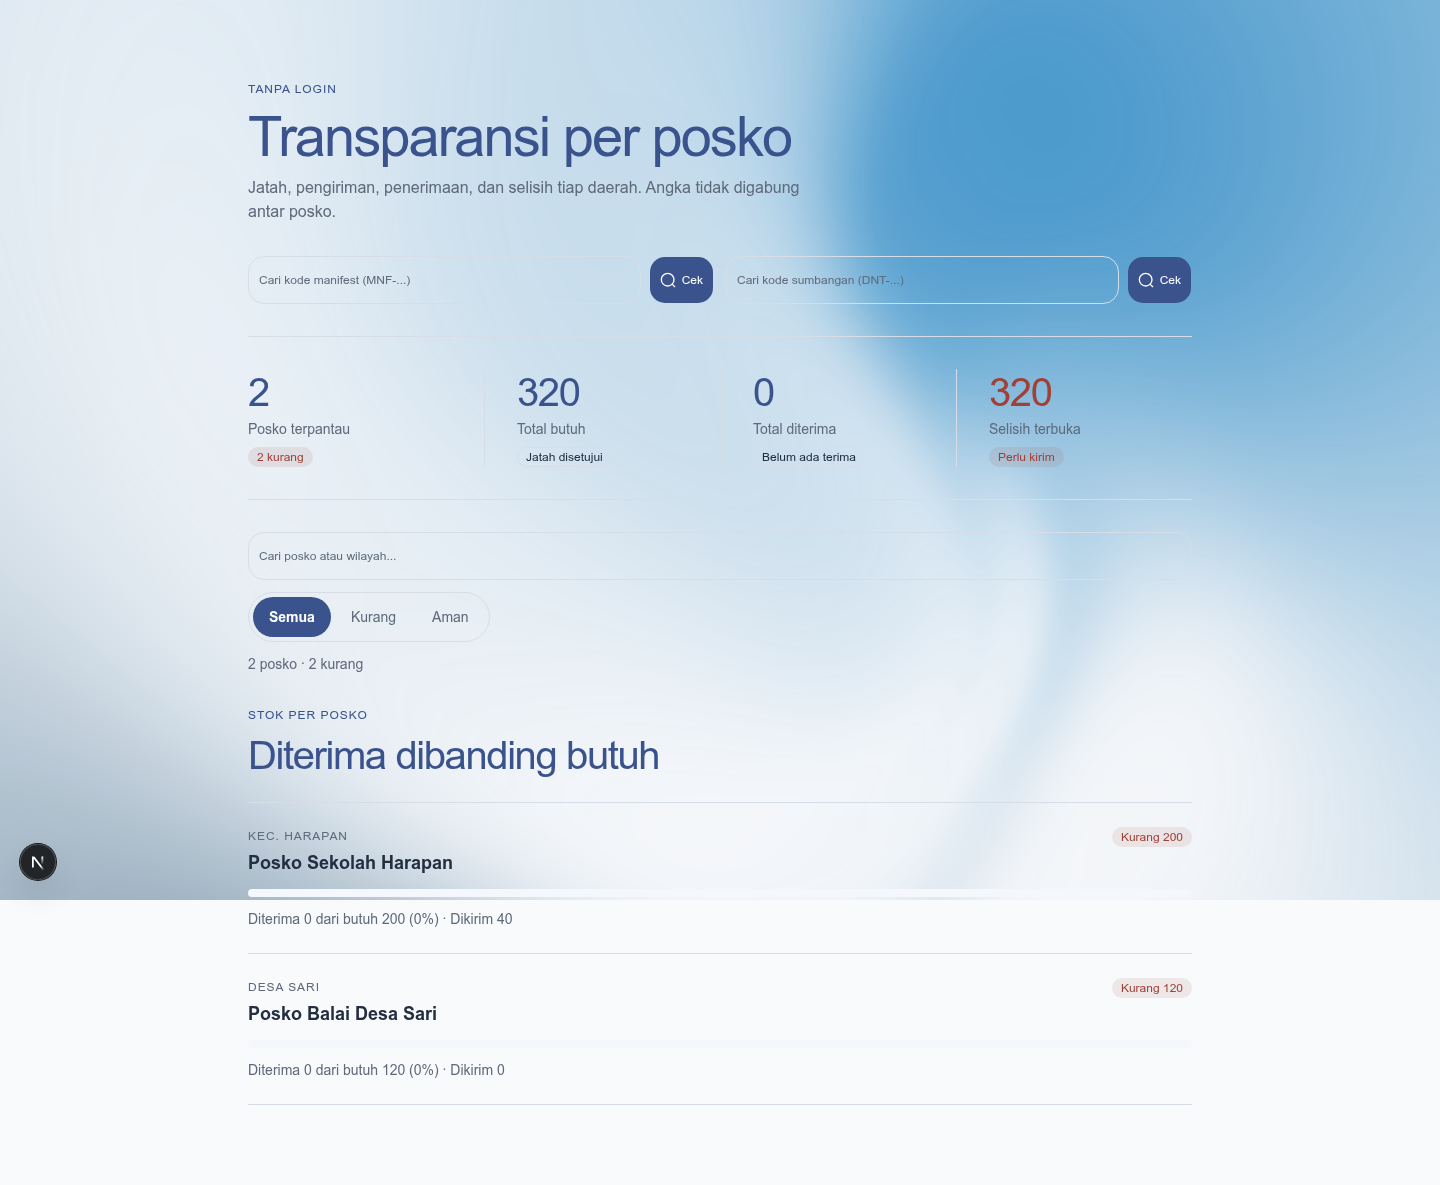 TANPA LOGIN
Transparansi per posko
Jatah, pengiriman, penerimaan, dan selisih tiap daerah. Angka tidak digabung
antar posko.
Cari kode manifest (MNF-...)
Cek
Cari kode sumbangan (DNT-...)
Cek
2
Posko terpantau
2 kurang
320
Total butuh
Jatah disetujui
0
Total diterima
Belum ada terima
320
Selisih terbuka
Perlu kirim
Cari posko atau wilayah...
Semua
Kurang
Aman
2 posko · 2 kurang
STOK PER POSKO
Diterima dibanding butuh
KEC. HARAPAN
Kurang 200
Posko Sekolah Harapan
N
Diterima 0 dari butuh 200 (0%) · Dikirim 40
DESA SARI
Kurang 120
Posko Balai Desa Sari
Diterima 0 dari butuh 120 (0%) · Dikirim 0